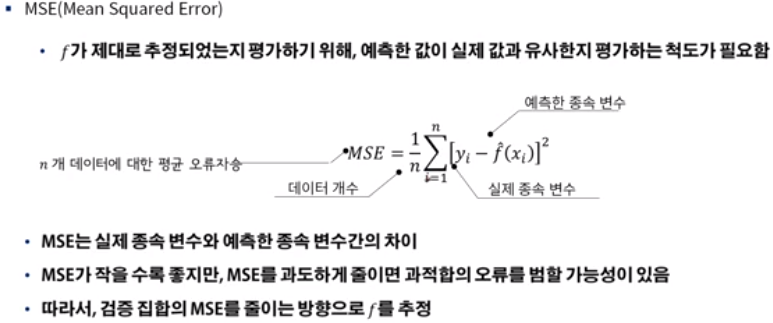 ▪ MSE(Mean Squared Error)
• f가 제대로 추정되었는지 평가하기 위해, 예측한 값이 실제 값과 유사한지 평가하는 척도가 필요함
예측한 종속 변수
n 개 데이터에 대한 평균 오류자승
MSE = \frac{1}{n}\sum_{i=1}^{n}[y_i - \hat{f}(x_i)]^2
데이터 개수
실제 종속 변수
• MSE는 실제 종속 변수와 예측한 종속 변수간의 차이
• MSE가 작을 수록 좋지만, MSE를 과도하게 줄이면 과적합의 오류를 범할 가능성이 있음
• 따라서, 검증 집합의 MSE를 줄이는 방향으로 f를 추정